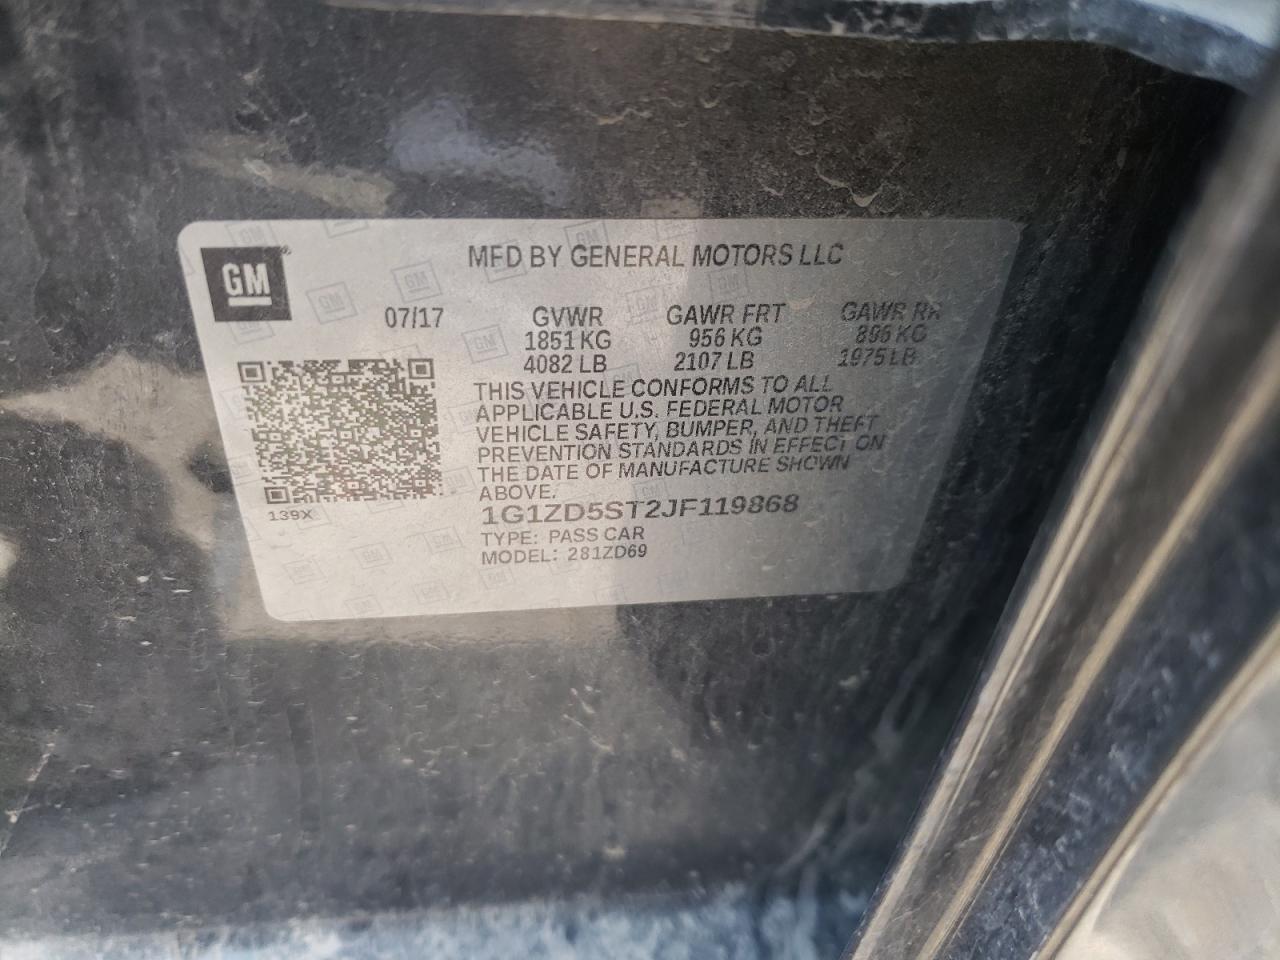 GM
MFD BY GENERAL MOTORS LLC
07/17 GVWR GAWR FRT GAWR RR
1851 KG 956 KG 896 KG
4082 LB 2107 LB 1975 LB
THIS VEHICLE CONFORMS TO ALL
APPLICABLE U.S. FEDERAL MOTOR
VEHICLE SAFETY, BUMPER, AND THEFT
PREVENTION STANDARDS IN EFFECT ON
THE DATE OF MANUFACTURE SHOWN
ABOVE.
139X
1G1ZD5ST2JF119868
TYPE: PASS CAR
MODEL: 281ZD69